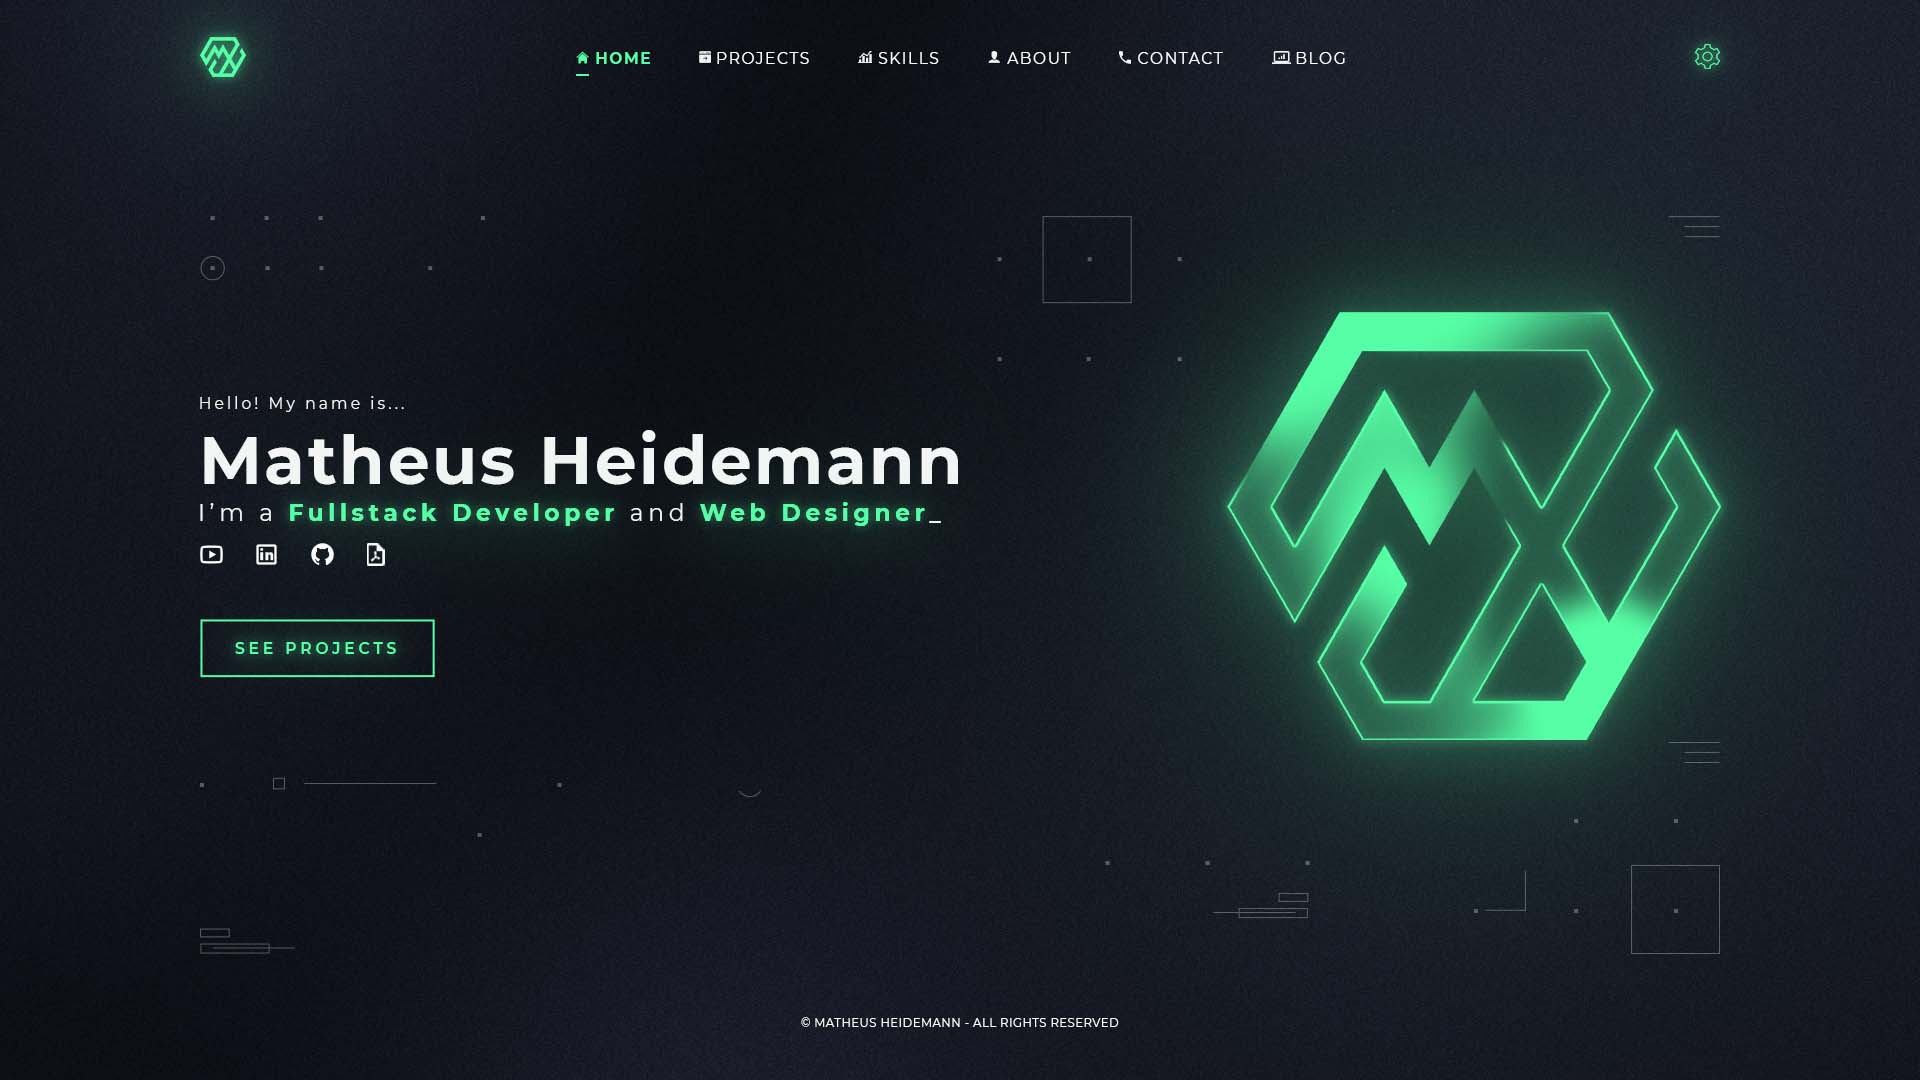 HOME PROJECTS SKILLS ABOUT CONTACT BLOG
Hello! My name is...
Matheus Heidemann
I’m a Fullstack Developer and Web Designer_
SEE PROJECTS
© MATHEUS HEIDEMANN - ALL RIGHTS RESERVED